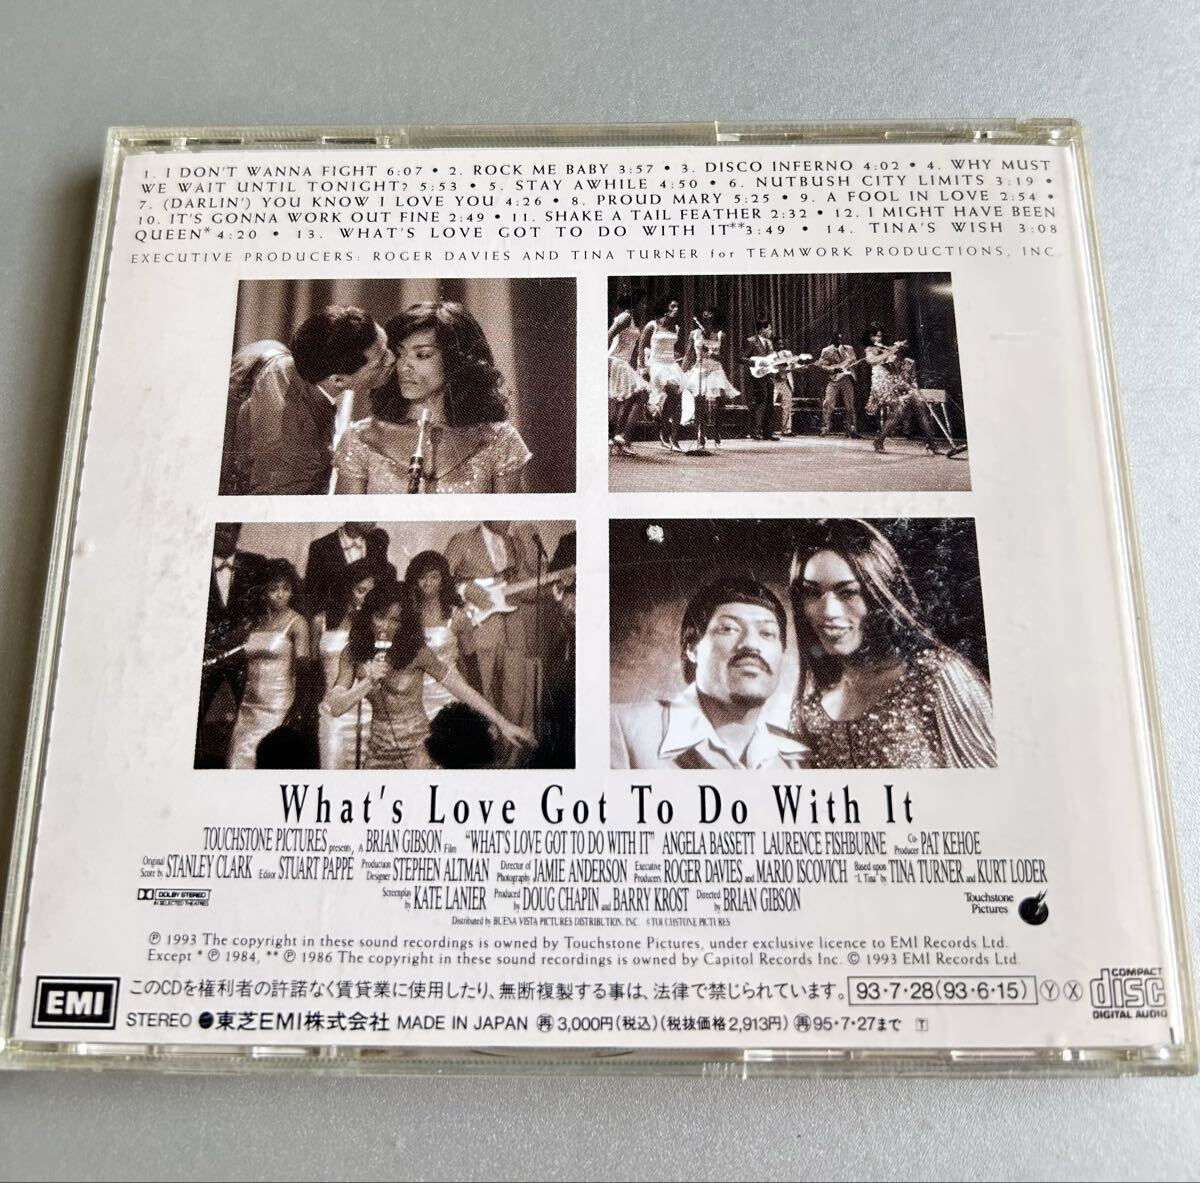 1. I DON'T WANNA FIGHT 6:07 • 2. ROCK ME BABY 3:57 • 3. DISCO INFERNO 4:02 • 4. WHY MUST
WE WAIT UNTIL TONIGHT? 5:53 • 5. STAY AWHILE 4:50 • 6. NUTBUSH CITY LIMITS 3:19 •
7. (DARLIN') YOU KNOW I LOVE YOU 4:26 • 8. PROUD MARY 5:25 • 9. A FOOL IN LOVE 2:54 •
10. IT'S GONNA WORK OUT FINE 2:49 • 11. SHAKE A TAIL FEATHER 2:32 • 12. I MIGHT HAVE BEEN
QUEEN* 4:20 • 13. WHAT'S LOVE GOT TO DO WITH IT** 3:49 • 14. TINA'S WISH 3:08
EXECUTIVE PRODUCERS: ROGER DAVIES AND TINA TURNER for TEAMWORK PRODUCTIONS, INC.
What's Love Got To Do With It
TOUCHSTONE PICTURES presents, A BRIAN GIBSON Film "WHAT'S LOVE GOT TO DO WITH IT" ANGELA BASSETT LAURENCE FISHBURNE Co-Producer PAT KEHOE
Original Score by STANLEY CLARK Editor STUART PAPPE Production Designer STEPHEN ALTMAN Director of Photography JAMIE ANDERSON Executive Producers ROGER DAVIES and MARIO ISCOVICH Based upon "I, Tina" by TINA TURNER and KURT LODER
DOLBY STEREO IN SELECTED THEATRES Screenplay by KATE LANIER Produced by DOUG CHAPIN and BARRY KROST Directed by BRIAN GIBSON Touchstone Pictures
Distributed by BUENA VISTA PICTURES DISTRIBUTION, INC. ©TOUCHSTONE PICTURES
℗ 1993 The copyright in these sound recordings is owned by Touchstone Pictures, under exclusive licence to EMI Records Ltd.
Except * ℗ 1984, ** ℗ 1986 The copyright in these sound recordings is owned by Capitol Records Inc. © 1993 EMI Records Ltd.
EMI このCDを権利者の許諾なく賃貸業に使用したり、無断複製する事は、法律で禁じられています。 93・7・28(93・6・15) Ⓨ Ⓧ COMPACT disc DIGITAL AUDIO
STEREO ●東芝EMI株式会社 MADE IN JAPAN ㊢3,000円(税込)(税抜価格2,913円) ㊢95・7・27まで T